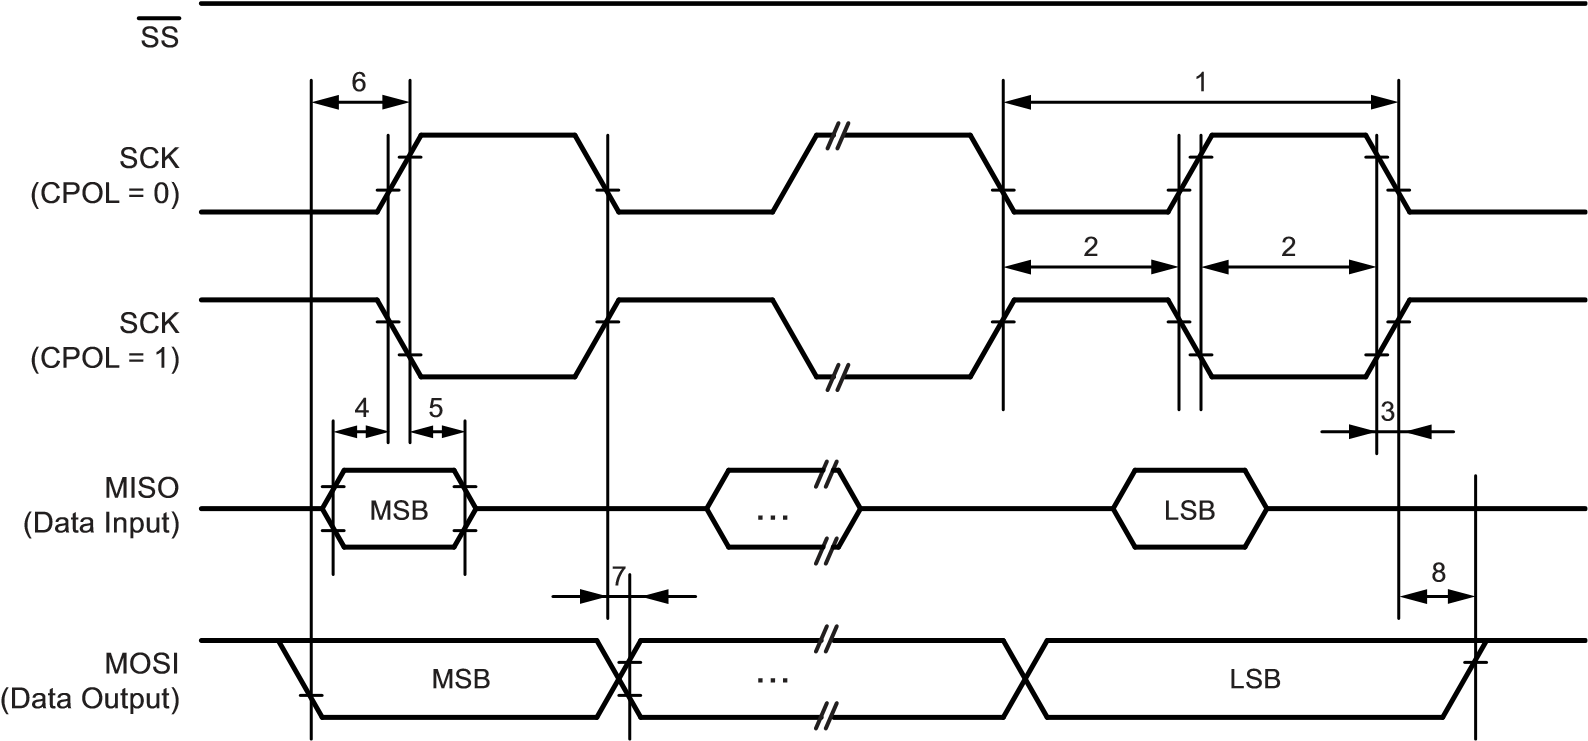 SS
6
1
SCK
(CPOL = 0)
2
2
SCK
(CPOL = 1)
4
5
3
MISO
(Data Input)
MSB
...
LSB
7
8
MOSI
(Data Output)
MSB
...
LSB